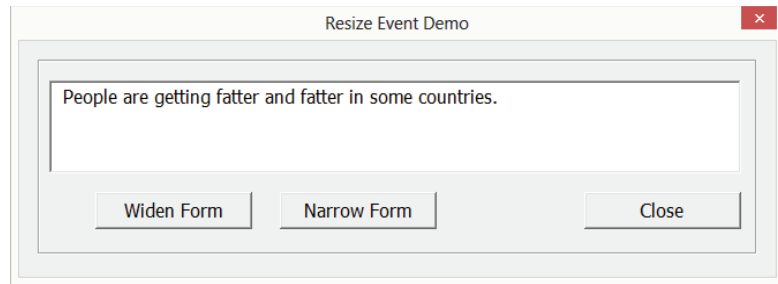 Resize Event Demo
People are getting fatter and fatter in some countries.
Widen Form
Narrow Form
Close